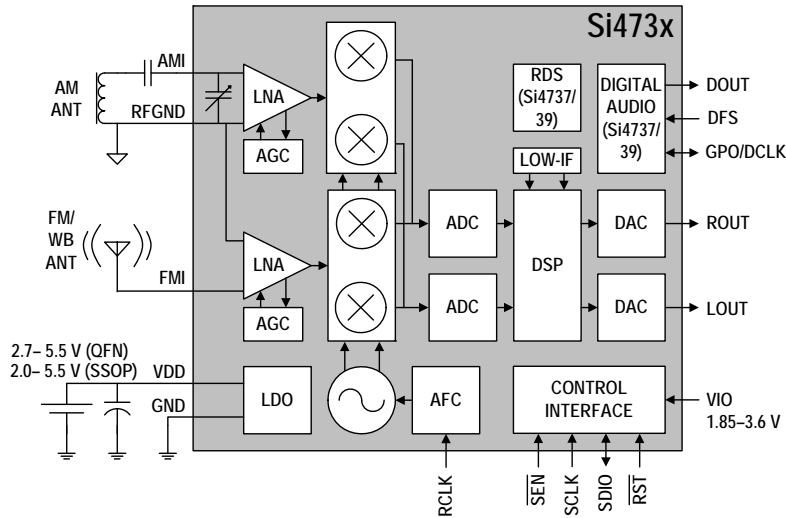 Si473x
AM
ANT
AMI
RFGND
LNA
AGC
RDS
(Si4737/
39)
DIGITAL
AUDIO
(Si4737/
39)
DOUT
DFS
GPO/DCLK
LOW-IF
FM/
WB
ANT
FMI
LNA
AGC
ADC
ADC
DSP
DAC
DAC
ROUT
LOUT
2.7– 5.5 V (QFN)
2.0– 5.5 V (SSOP)
VDD
GND
LDO
AFC
CONTROL
INTERFACE
VIO
1.85–3.6 V
RCLK
SEN
SCLK
SDIO
RST